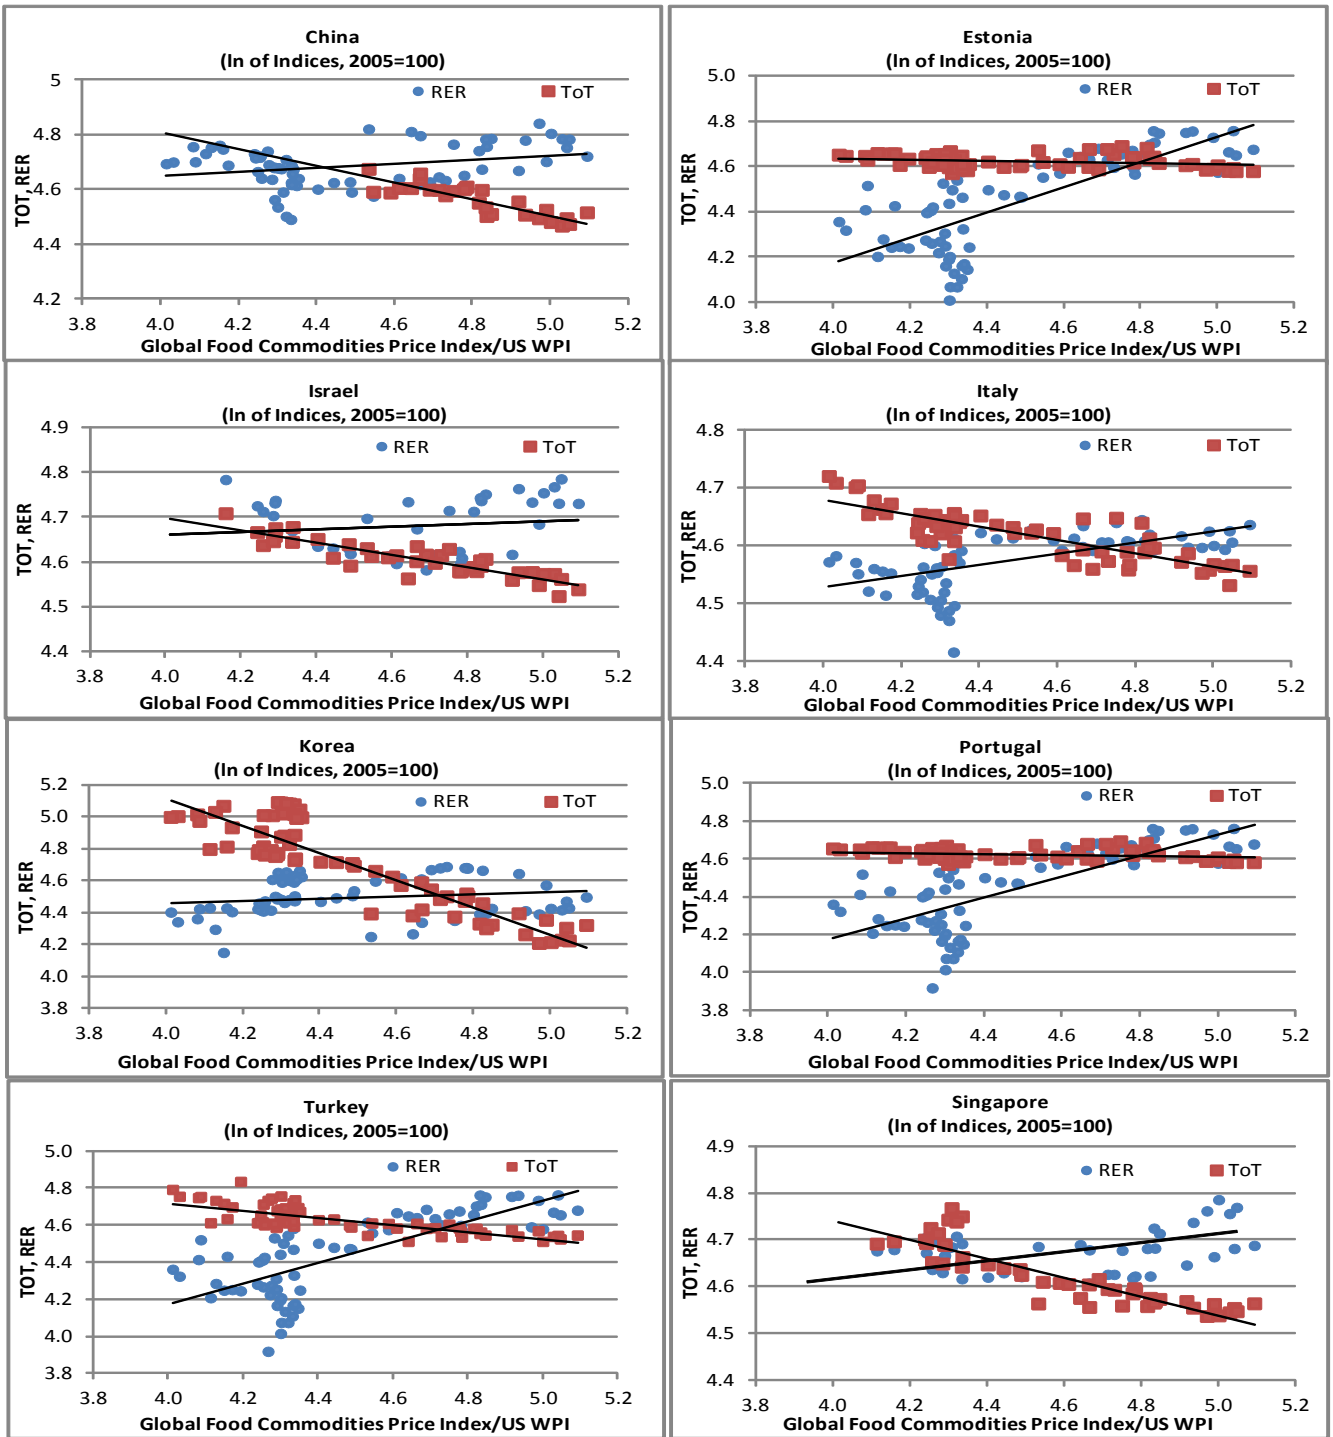 China
(ln of Indices, 2005=100)
RER
ToT
5
4.8
4.6
4.4
4.2
TOT, RER
3.8 4.0 4.2 4.4 4.6 4.8 5.0 5.2
Global Food Commodities Price Index/US WPI
Estonia
(ln of Indices, 2005=100)
RER
ToT
5.0
4.8
4.6
4.4
4.2
4.0
TOT, RER
3.8 4.0 4.2 4.4 4.6 4.8 5.0 5.2
Global Food Commodities Price Index/US WPI
Israel
(ln of Indices, 2005=100)
RER
ToT
4.9
4.8
4.7
4.6
4.5
4.4
TOT, RER
3.8 4.0 4.2 4.4 4.6 4.8 5.0 5.2
Global Food Commodities Price Index/US WPI
Italy
(ln of Indices, 2005=100)
RER
ToT
4.8
4.7
4.6
4.5
4.4
TOT, RER
3.8 4.0 4.2 4.4 4.6 4.8 5.0 5.2
Global Food Commodities Price Index/US WPI
Korea
(ln of Indices, 2005=100)
RER
ToT
5.2
5.0
4.8
4.6
4.4
4.2
4.0
3.8
TOT, RER
3.8 4.0 4.2 4.4 4.6 4.8 5.0 5.2
Global Food Commodities Price Index/US WPI
Portugal
(ln of Indices, 2005=100)
RER
ToT
5.0
4.8
4.6
4.4
4.2
4.0
3.8
TOT, RER
3.8 4.0 4.2 4.4 4.6 4.8 5.0 5.2
Global Food Commodities Price Index/US WPI
Turkey
(ln of Indices, 2005=100)
RER
ToT
5.0
4.8
4.6
4.4
4.2
4.0
3.8
TOT, RER
3.8 4.0 4.2 4.4 4.6 4.8 5.0 5.2
Global Food Commodities Price Index/US WPI
Singapore
(ln of Indices, 2005=100)
RER
ToT
4.9
4.8
4.7
4.6
4.5
4.4
TOT, RER
3.8 4.0 4.2 4.4 4.6 4.8 5.0 5.2
Global Food Commodities Price Index/US WPI